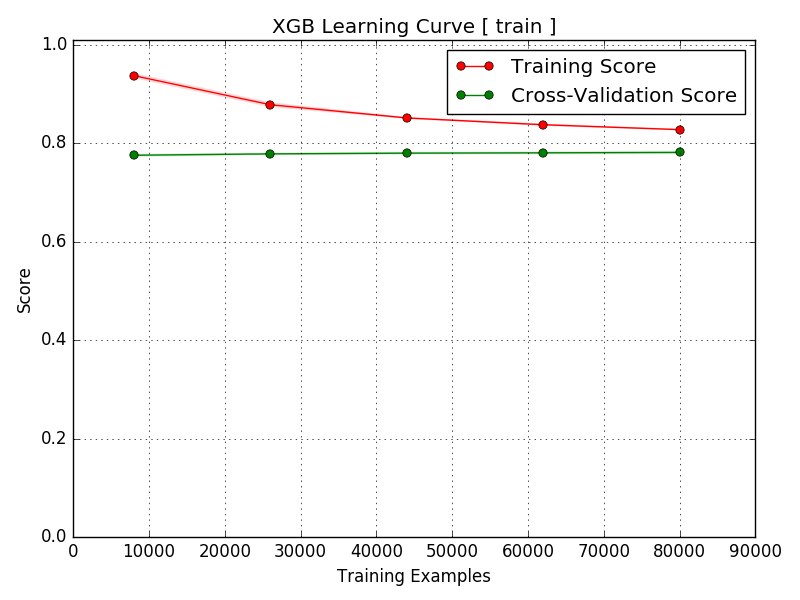 XGB Learning Curve [ train ]
Training Score
Cross-Validation Score
1.0
0.8
0.6
0.4
0.2
0.0
Score
0 10000 20000 30000 40000 50000 60000 70000 80000 90000
Training Examples